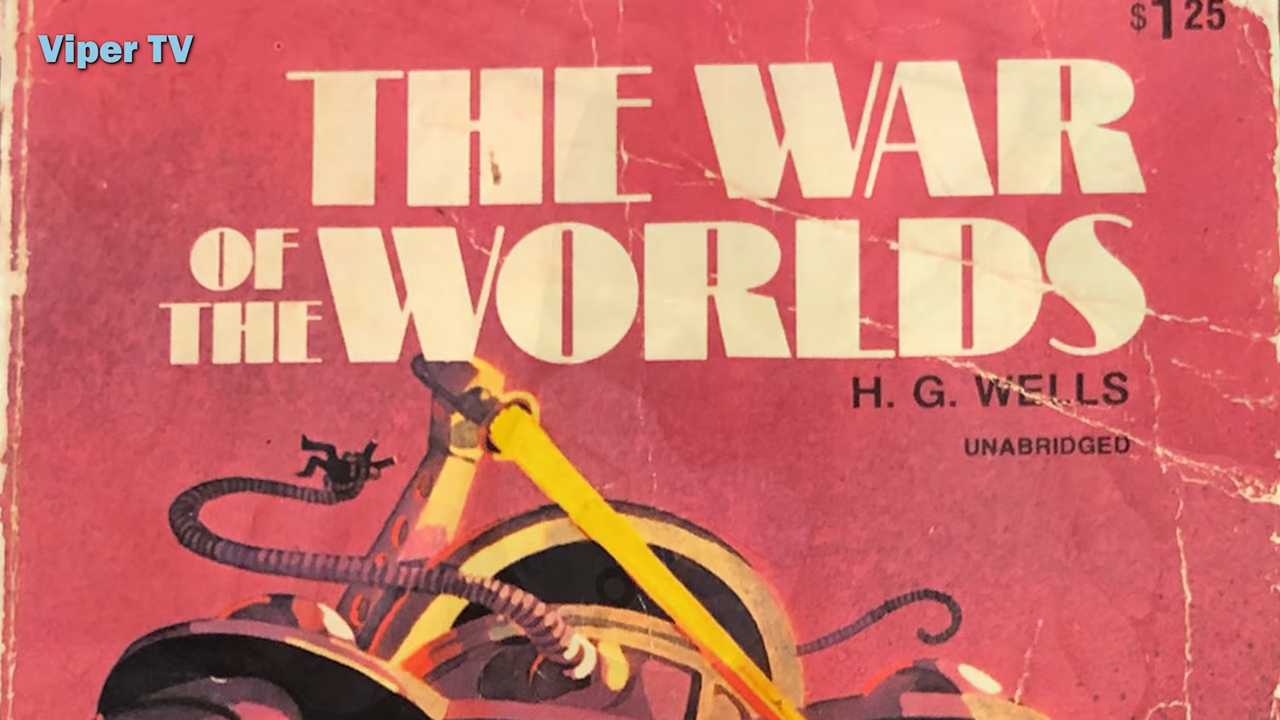 Viper TV
$1 25
THE WAR
OF
THE WORLDS
H. G. WELLS
UNABRIDGED